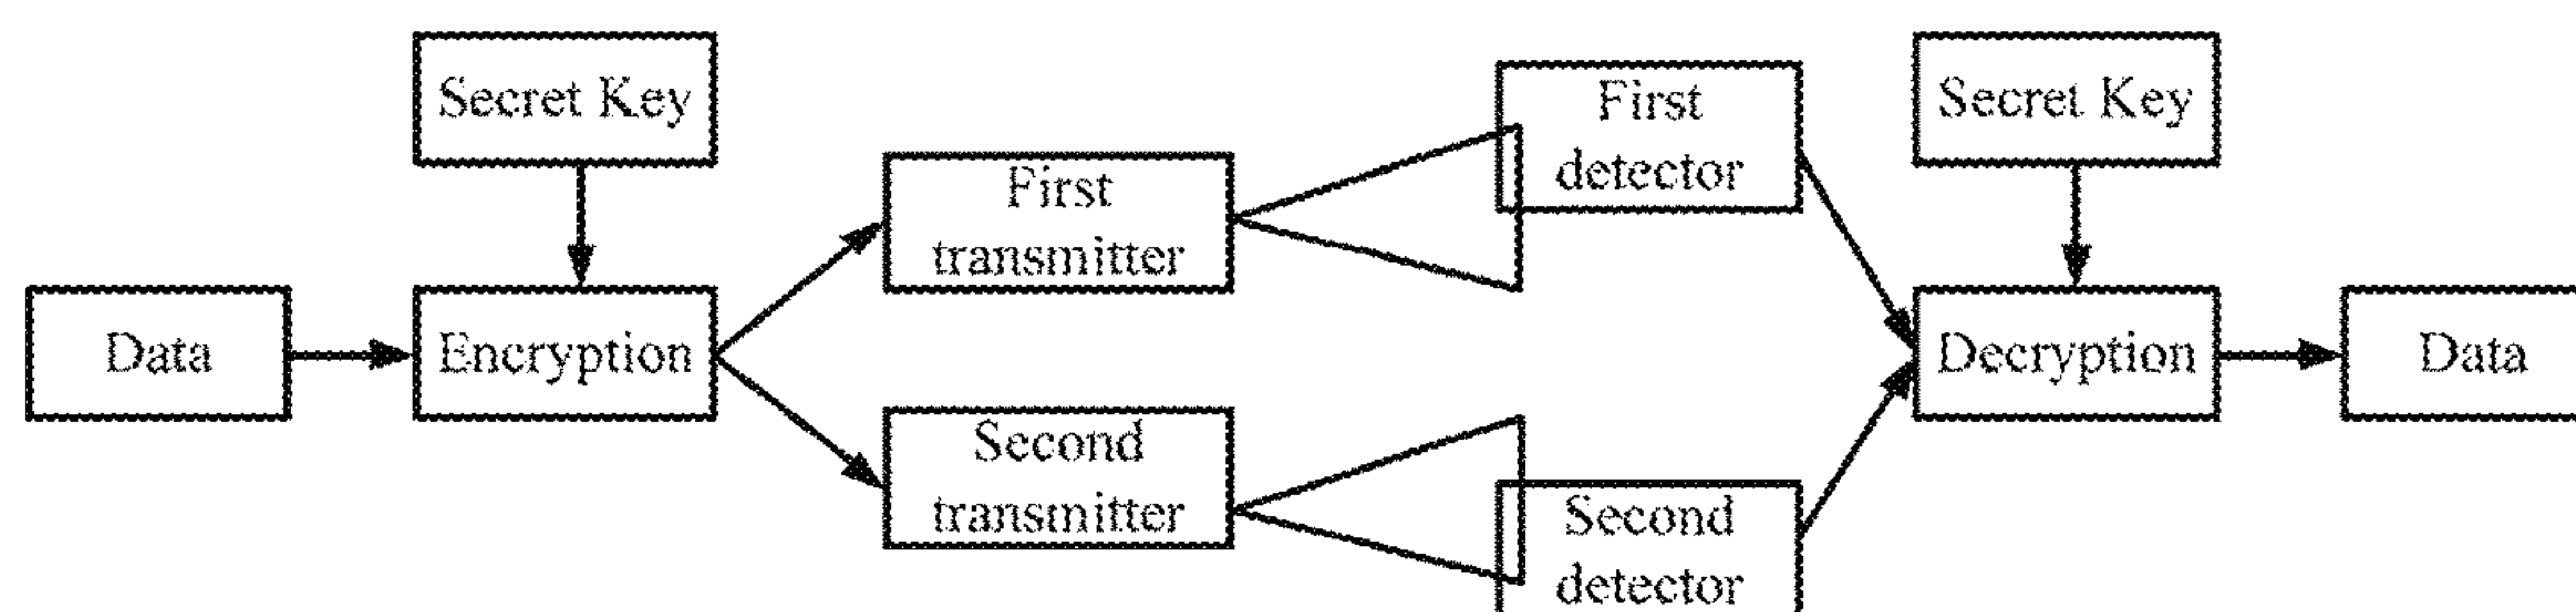 Secret Key
First
detector
Secret Key
First
transmitter
Data
Encryption
Decryption
Data
Second
transmitter
Second
detector